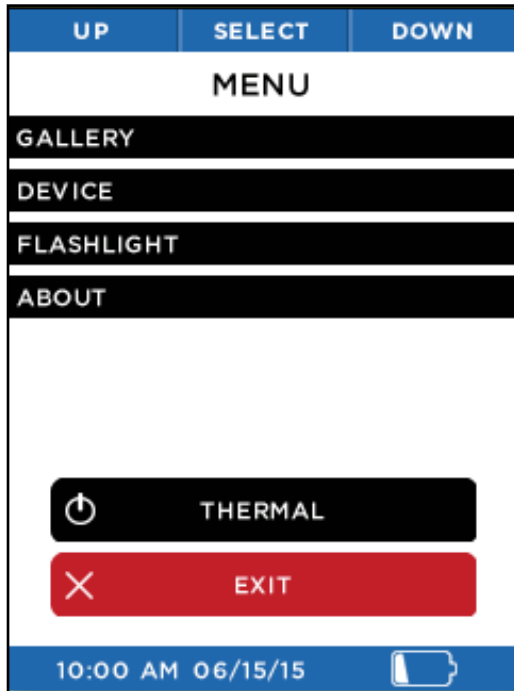 UP SELECT DOWN
MENU
GALLERY
DEVICE
FLASHLIGHT
ABOUT
THERMAL
EXIT
10:00 AM 06/15/15